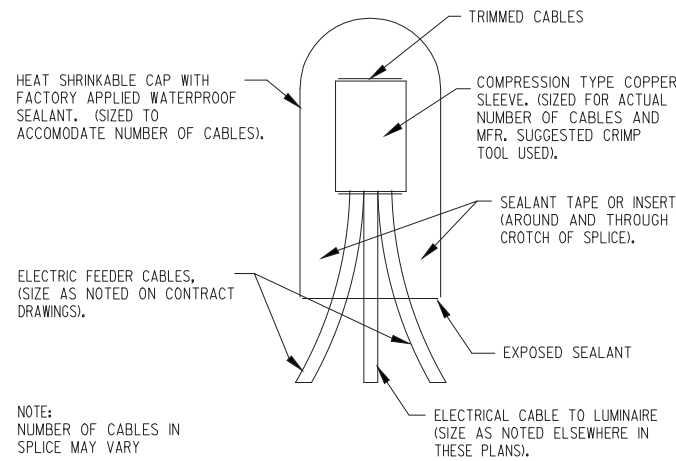 TRIMMED CABLES
HEAT SHRINKABLE CAP WITH
FACTORY APPLIED WATERPROOF
SEALANT. (SIZED TO
ACCOMODATE NUMBER OF CABLES).
COMPRESSION TYPE COPPER
SLEEVE. (SIZED FOR ACTUAL
NUMBER OF CABLES AND
MFR. SUGGESTED CRIMP
TOOL USED).
SEALANT TAPE OR INSERT
(AROUND AND THROUGH
CROTCH OF SPLICE).
ELECTRIC FEEDER CABLES,
(SIZE AS NOTED ON CONTRACT
DRAWINGS).
EXPOSED SEALANT
NOTE:
NUMBER OF CABLES IN
SPLICE MAY VARY
ELECTRICAL CABLE TO LUMINAIRE
(SIZE AS NOTED ELSEWHERE IN
THESE PLANS).